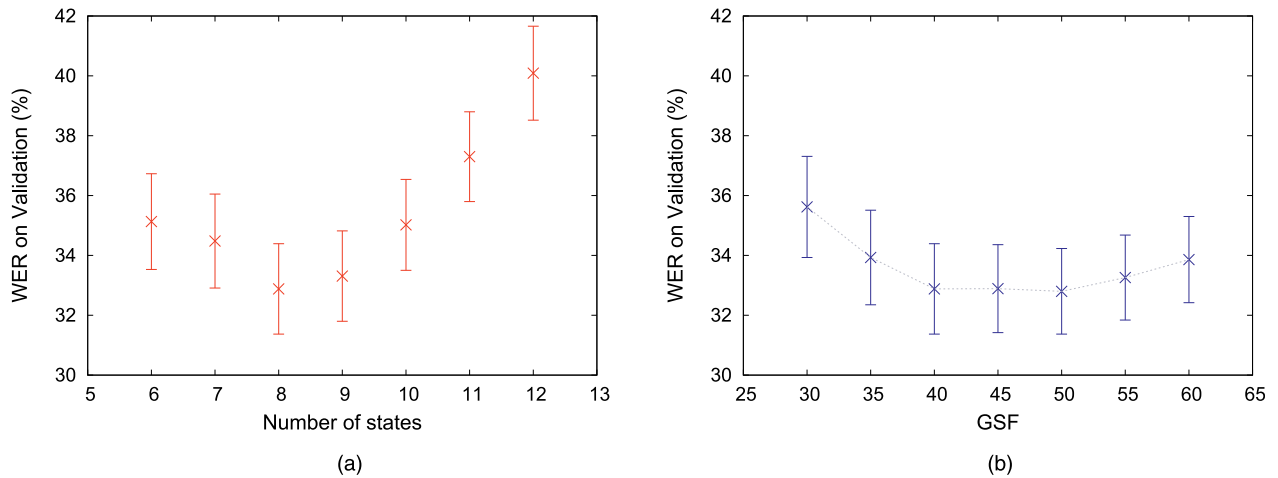 42
40
38
36
34
32
30
WER on Validation (%)
5 6 7 8 9 10 11 12 13
Number of states
(a)
42
40
38
36
34
32
30
WER on Validation (%)
25 30 35 40 45 50 55 60 65
GSF
(b)